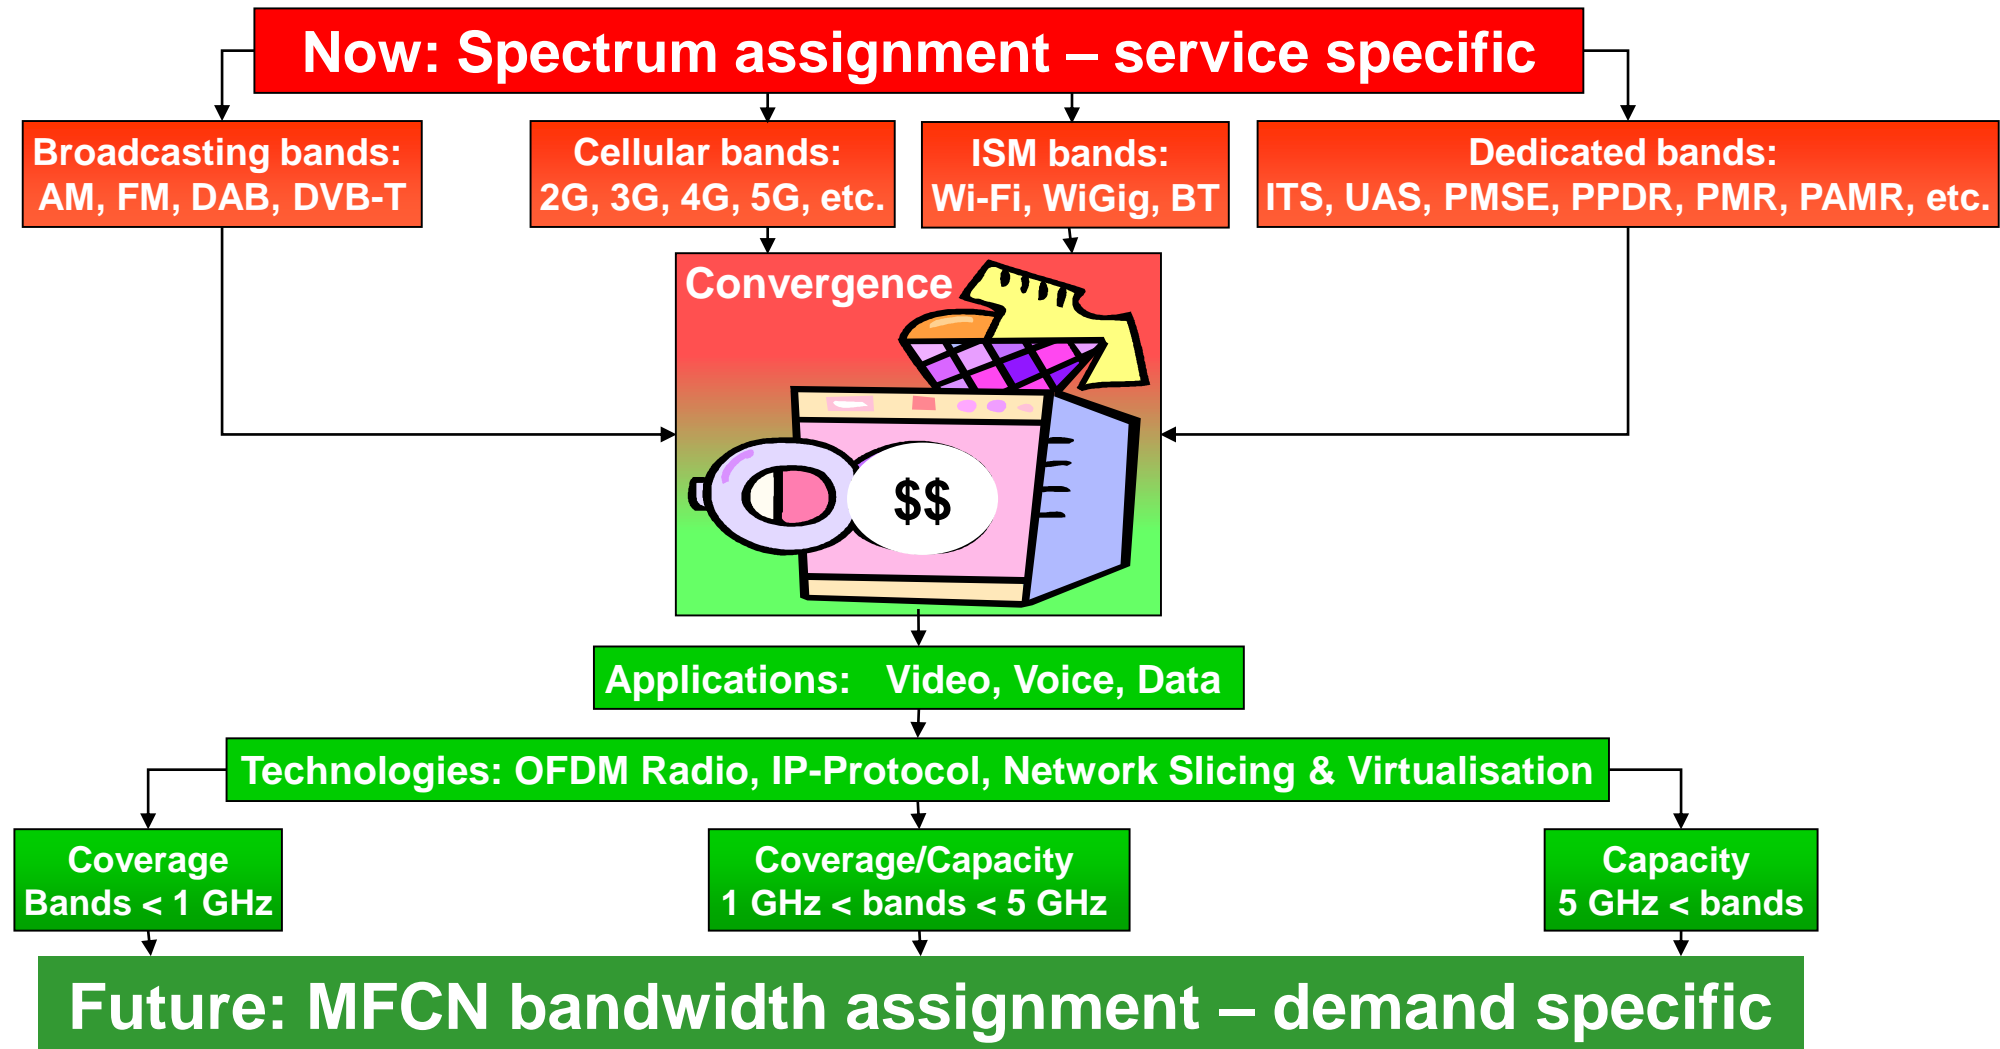 Now: Spectrum assignment – service specific
Broadcasting bands:
AM, FM, DAB, DVB-T
Cellular bands:
2G, 3G, 4G, 5G, etc.
ISM bands:
Wi-Fi, WiGig, BT
Dedicated bands:
ITS, UAS, PMSE, PPDR, PMR, PAMR, etc.
Convergence
$$
Applications: Video, Voice, Data
Technologies: OFDM Radio, IP-Protocol, Network Slicing & Virtualisation
Coverage
Bands < 1 GHz
Coverage/Capacity
1 GHz < bands < 5 GHz
Capacity
5 GHz < bands
Future: MFCN bandwidth assignment – demand specific